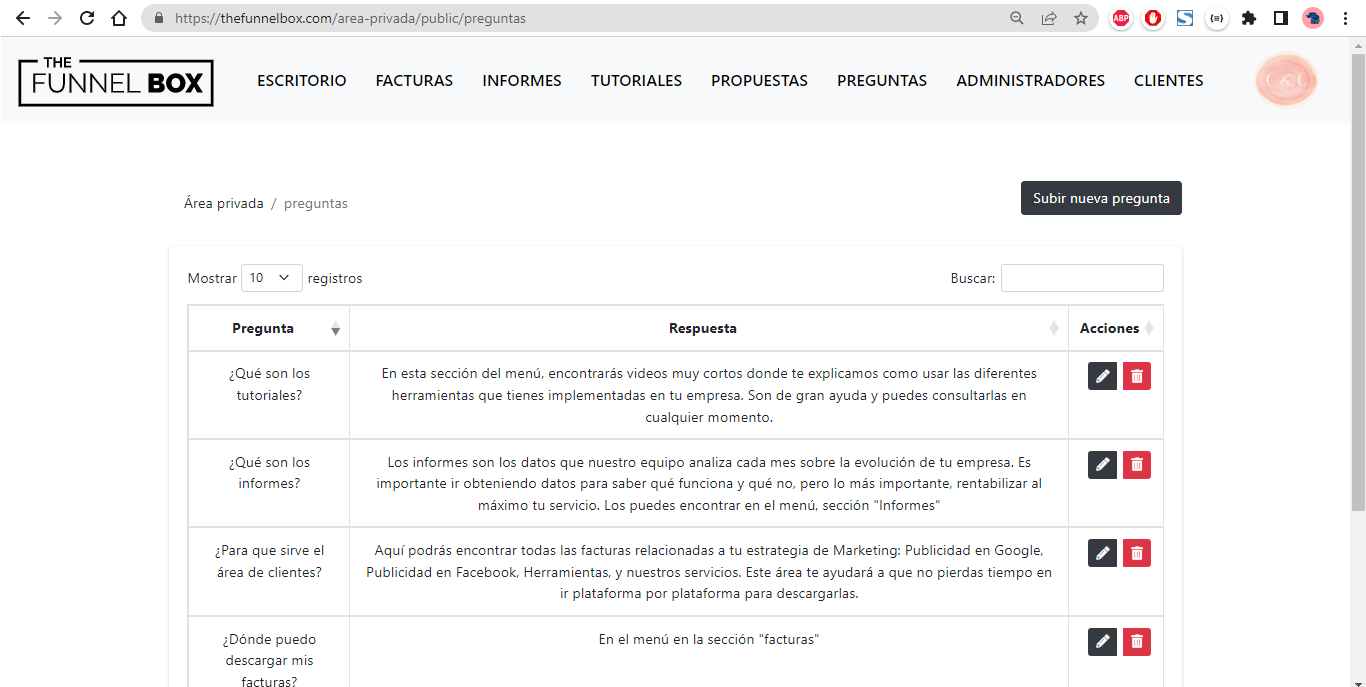 https://thefunnelbox.com/area-privada/public/preguntas
ABP
THE
FUNNEL BOX
ESCRITORIO FACTURAS INFORMES TUTORIALES PROPUESTAS PREGUNTAS ADMINISTRADORES CLIENTES
C & C
Área privada / preguntas
Subir nueva pregunta
Mostrar 10 registros
Buscar:
Pregunta Respuesta Acciones
¿Qué son los
tutoriales?
En esta sección del menú, encontrarás videos muy cortos donde te explicamos como usar las diferentes
herramientas que tienes implementadas en tu empresa. Son de gran ayuda y puedes consultarlas en
cualquier momento.
¿Qué son los
informes?
Los informes son los datos que nuestro equipo analiza cada mes sobre la evolución de tu empresa. Es
importante ir obteniendo datos para saber qué funciona y qué no, pero lo más importante, rentabilizar al
máximo tu servicio. Los puedes encontrar en el menú, sección "Informes"
¿Para que sirve el
área de clientes?
Aquí podrás encontrar todas las facturas relacionadas a tu estrategia de Marketing: Publicidad en Google,
Publicidad en Facebook, Herramientas, y nuestros servicios. Este área te ayudará a que no pierdas tiempo en
ir plataforma por plataforma para descargarlas.
¿Dónde puedo
descargar mis
facturas?
En el menú en la sección "facturas"